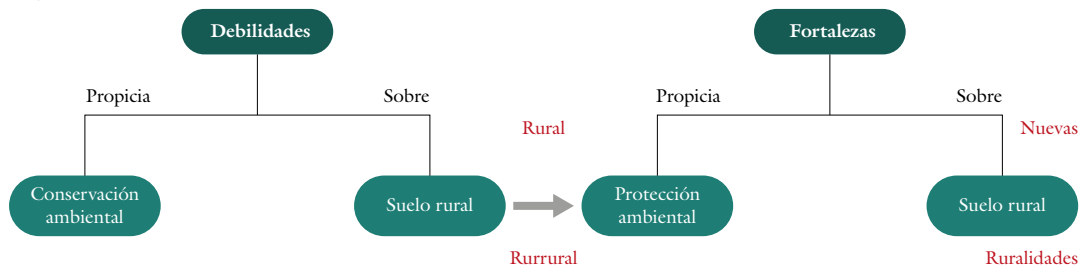 Debilidades
Fortalezas
Propicia
Sobre
Propicia
Sobre
Rural
Nuevas
Conservación
ambiental
Suelo rural
Protección
ambiental
Suelo rural
Rurrural
Ruralidades